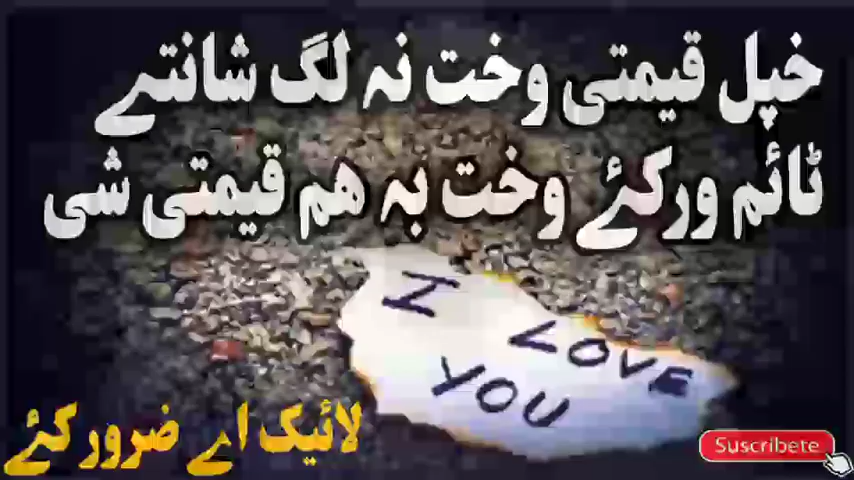 خپل قیمتی وخت نہ لگ شانتے
ٹائم ورکئے وخت بہ ھم قیمتی شی
I LOVE
YOU
لائیک اے ضرور کئے
Suscribete